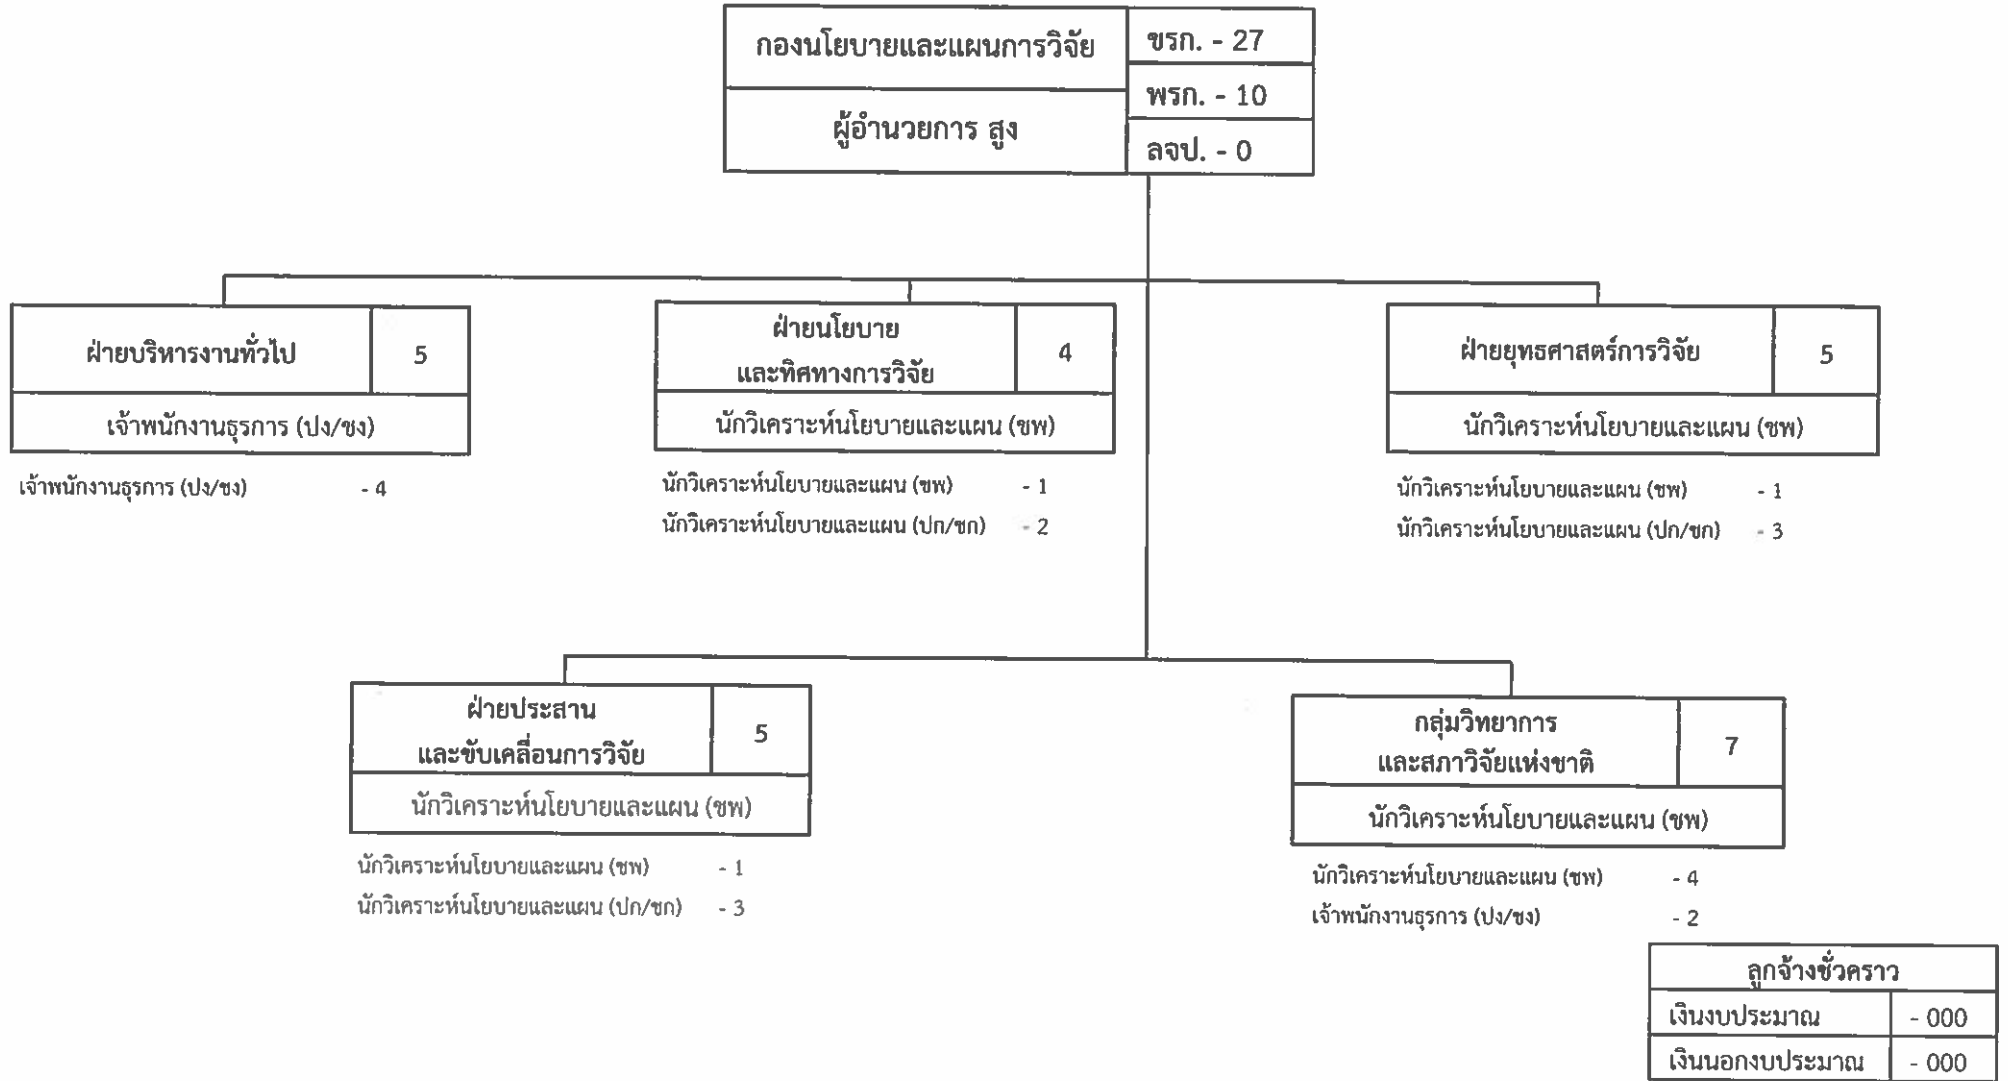 กองนโยบายและแผนการวิจัย
ขรก. - 27
พรก. - 10
ผู้อำนวยการ สูง
ลจป. - 0
ฝ่ายบริหารงานทั่วไป
5
เจ้าพนักงานธุรการ (ปง/ชง)
เจ้าพนักงานธุรการ (ปง/ชง) - 4
ฝ่ายนโยบาย
และทิศทางการวิจัย
4
นักวิเคราะห์นโยบายและแผน (ชพ)
นักวิเคราะห์นโยบายและแผน (ชพ) - 1
นักวิเคราะห์นโยบายและแผน (ปก/ชก) - 2
ฝ่ายยุทธศาสตร์การวิจัย
5
นักวิเคราะห์นโยบายและแผน (ชพ)
นักวิเคราะห์นโยบายและแผน (ชพ) - 1
นักวิเคราะห์นโยบายและแผน (ปก/ชก) - 3
ฝ่ายประสาน
และขับเคลื่อนการวิจัย
5
นักวิเคราะห์นโยบายและแผน (ชพ)
นักวิเคราะห์นโยบายและแผน (ชพ) - 1
นักวิเคราะห์นโยบายและแผน (ปก/ชก) - 3
กลุ่มวิทยาการ
และสภาวิจัยแห่งชาติ
7
นักวิเคราะห์นโยบายและแผน (ชพ)
นักวิเคราะห์นโยบายและแผน (ชพ) - 4
เจ้าพนักงานธุรการ (ปง/ชง) - 2
ลูกจ้างชั่วคราว
เงินงบประมาณ - 000
เงินนอกงบประมาณ - 000